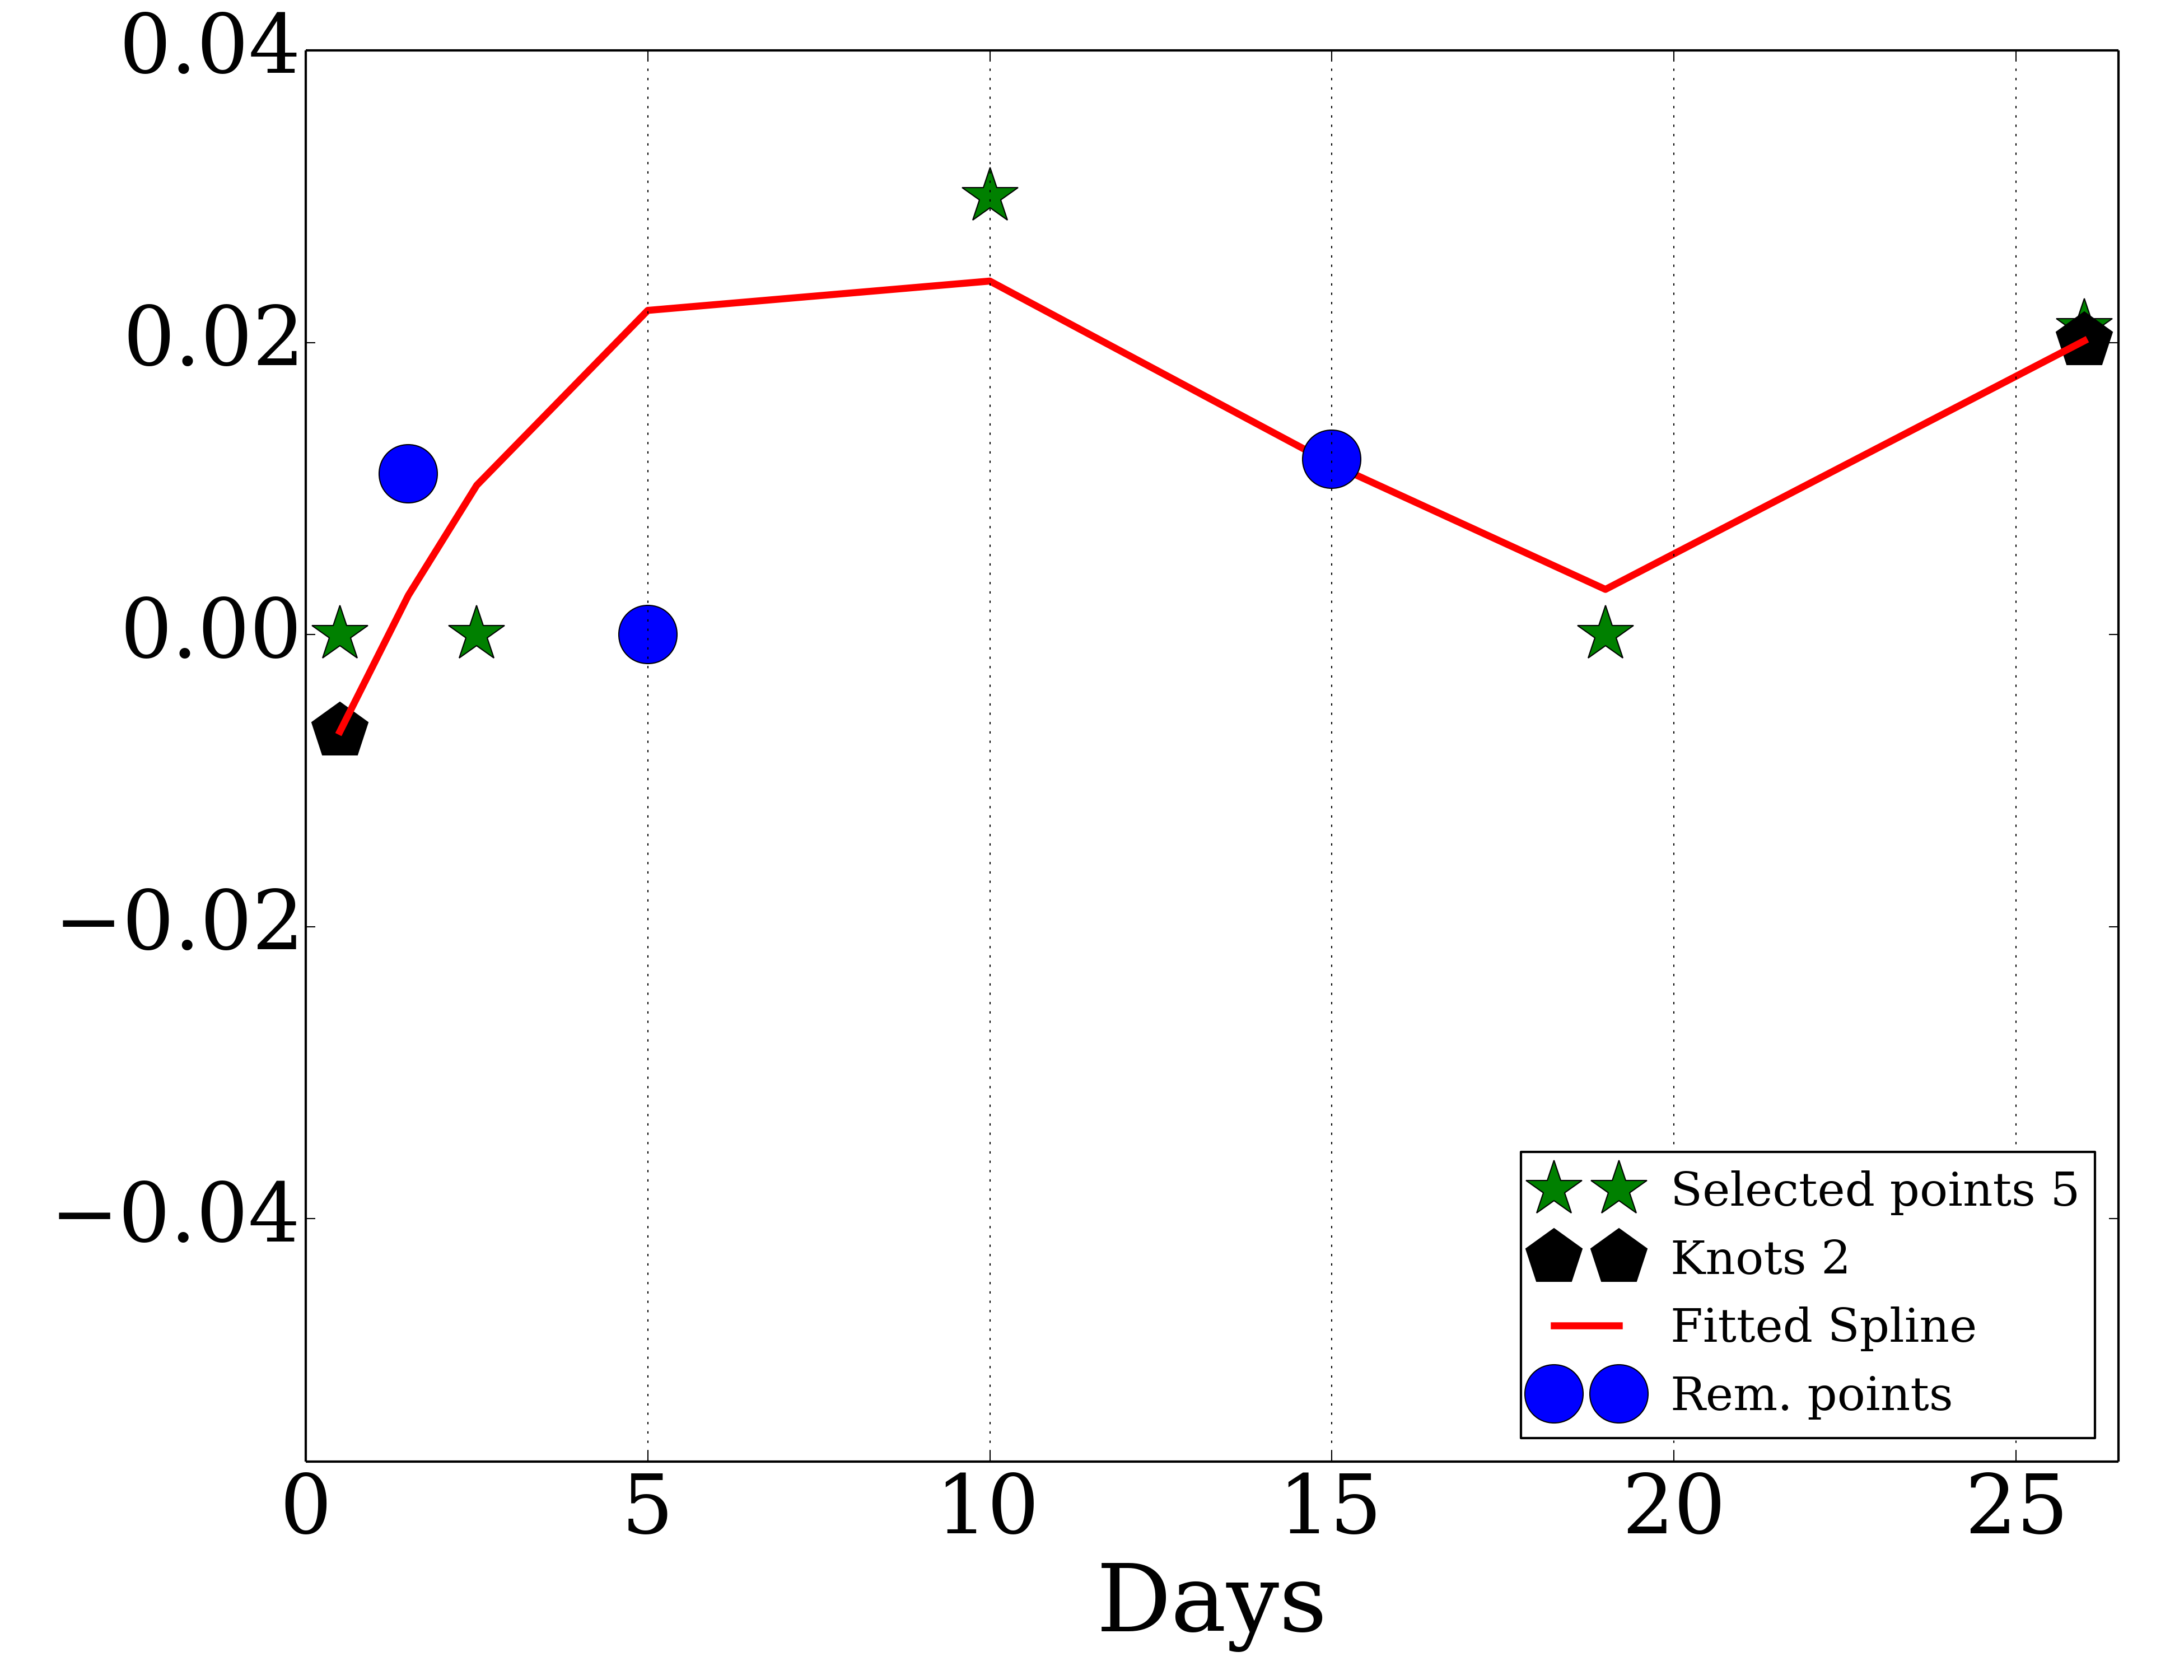 0.04
0.02
0.00
−0.02
−0.04
Selected points 5
Knots 2
Fitted Spline
Rem. points
0 5 10 15 20 25
Days